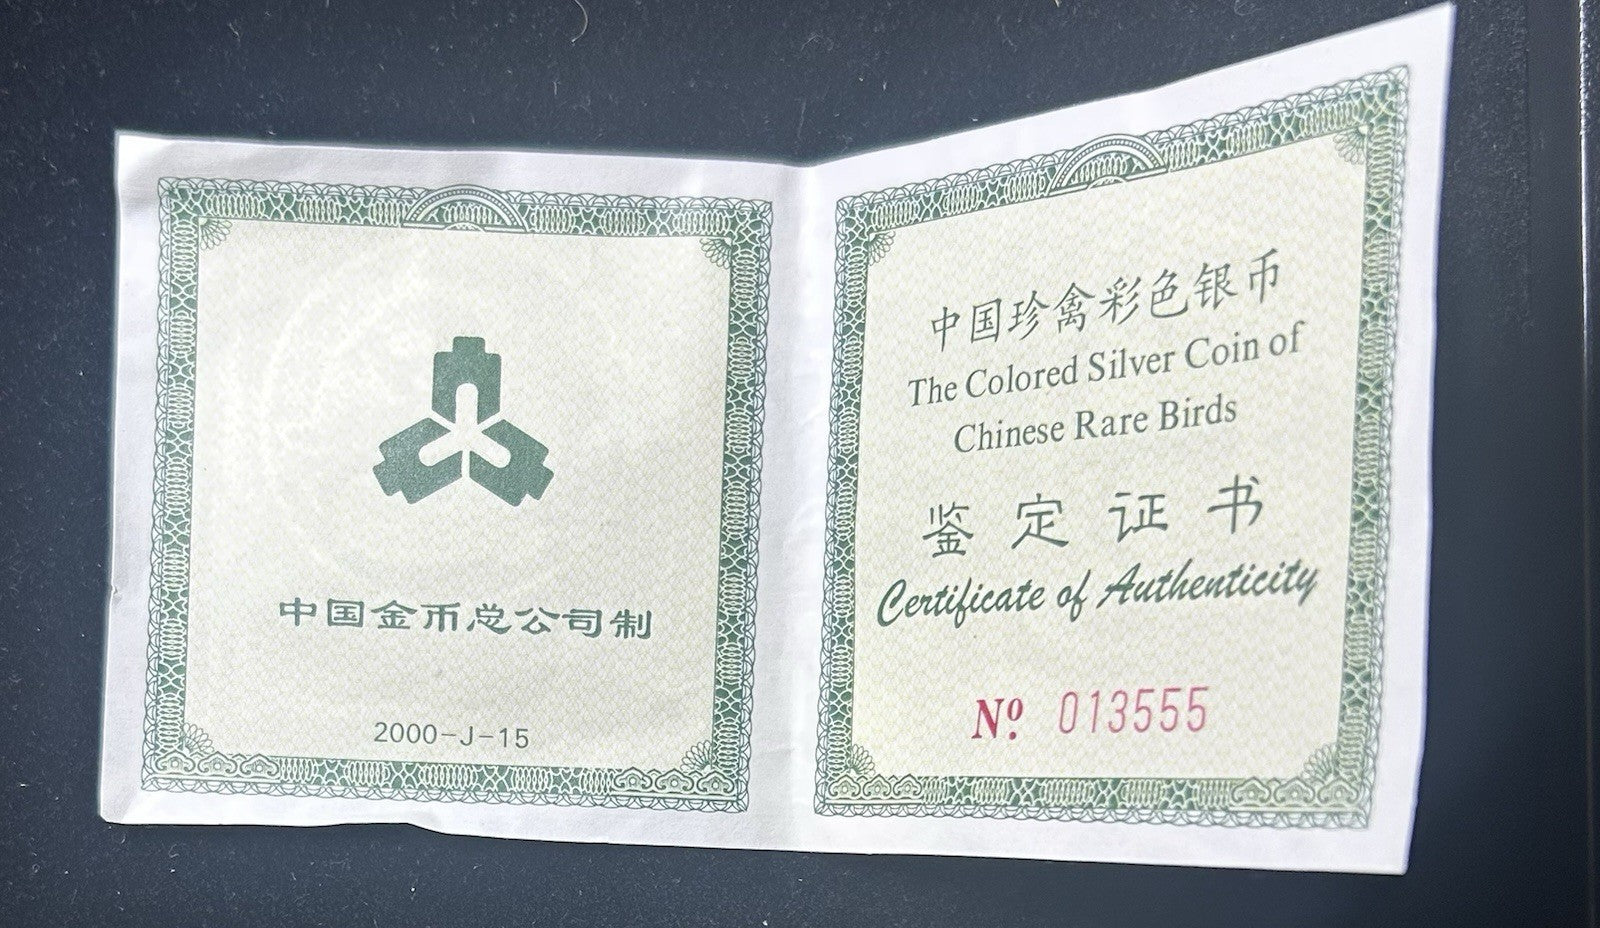 中国金币总公司制
2000-J-15
中国珍禽彩色银币
The Colored Silver Coin of
Chinese Rare Birds
鉴定证书
Certificate of Authenticity
Nº. 013555